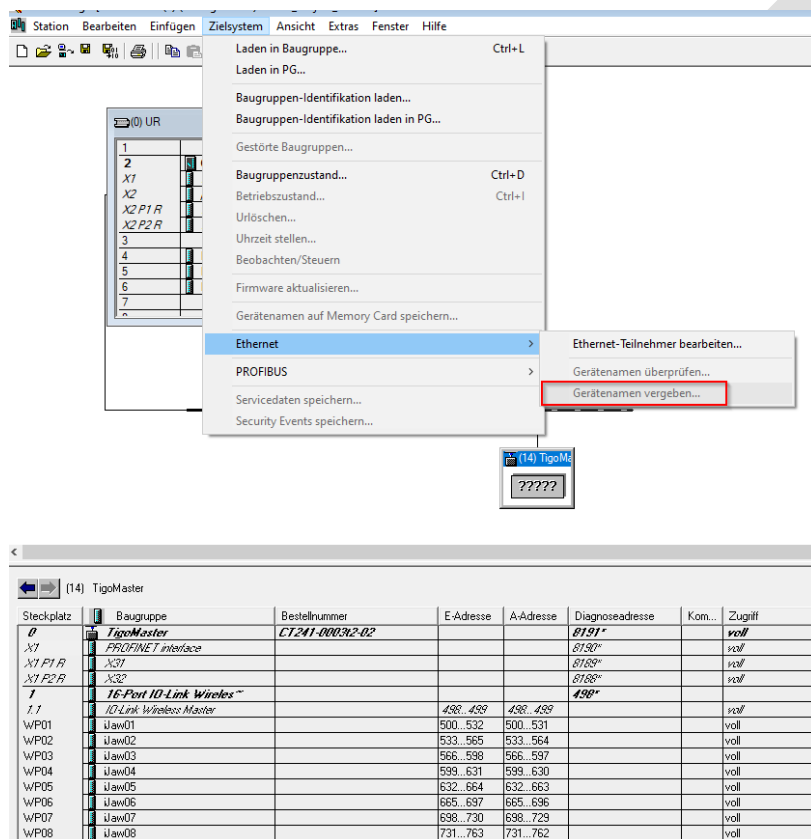 Station Bearbeiten Einfügen Zielsystem Ansicht Extras Fenster Hilfe
Laden in Baugruppe... Ctrl+L
Laden in PG...
Baugruppen-Identifikation laden...
Baugruppen-Identifikation laden in PG...
Gestörte Baugruppen...
Baugruppenzustand... Ctrl+D
Betriebszustand... Ctrl+I
Urlöschen...
Uhrzeit stellen...
Beobachten/Steuern
Firmware aktualisieren...
Gerätenamen auf Memory Card speichern...
Ethernet >
PROFIBUS >
Servicedaten speichern...
Security Events speichern...
Ethernet-Teilnehmer bearbeiten...
Gerätenamen überprüfen...
Gerätenamen vergeben...
(0) UR
1
2
X1
X2
X2 P1 R
X2 P2 R
3
4
5
6
7
(14) TigoMa
?????
(14) TigoMaster
Steckplatz Baugruppe Bestellnummer E-Adresse A-Adresse Diagnoseadresse Kom... Zugriff
0 TigoMaster CT241-0003t2-02 8191* voll
X1 PROFINET interface 8190* voll
X1 P1 R X31 8189* voll
X1 P2 R X32 8188* voll
1 16-Port IO-Link Wireles~ 498*
1.1 IO-Link Wireless Master 498...499 498...499 voll
WP01 iJaw01 500...532 500...531 voll
WP02 iJaw02 533...565 533...564 voll
WP03 iJaw03 566...598 566...597 voll
WP04 iJaw04 599...631 599...630 voll
WP05 iJaw05 632...664 632...663 voll
WP06 iJaw06 665...697 665...696 voll
WP07 iJaw07 698...730 698...729 voll
WP08 iJaw08 731...763 731...762 voll